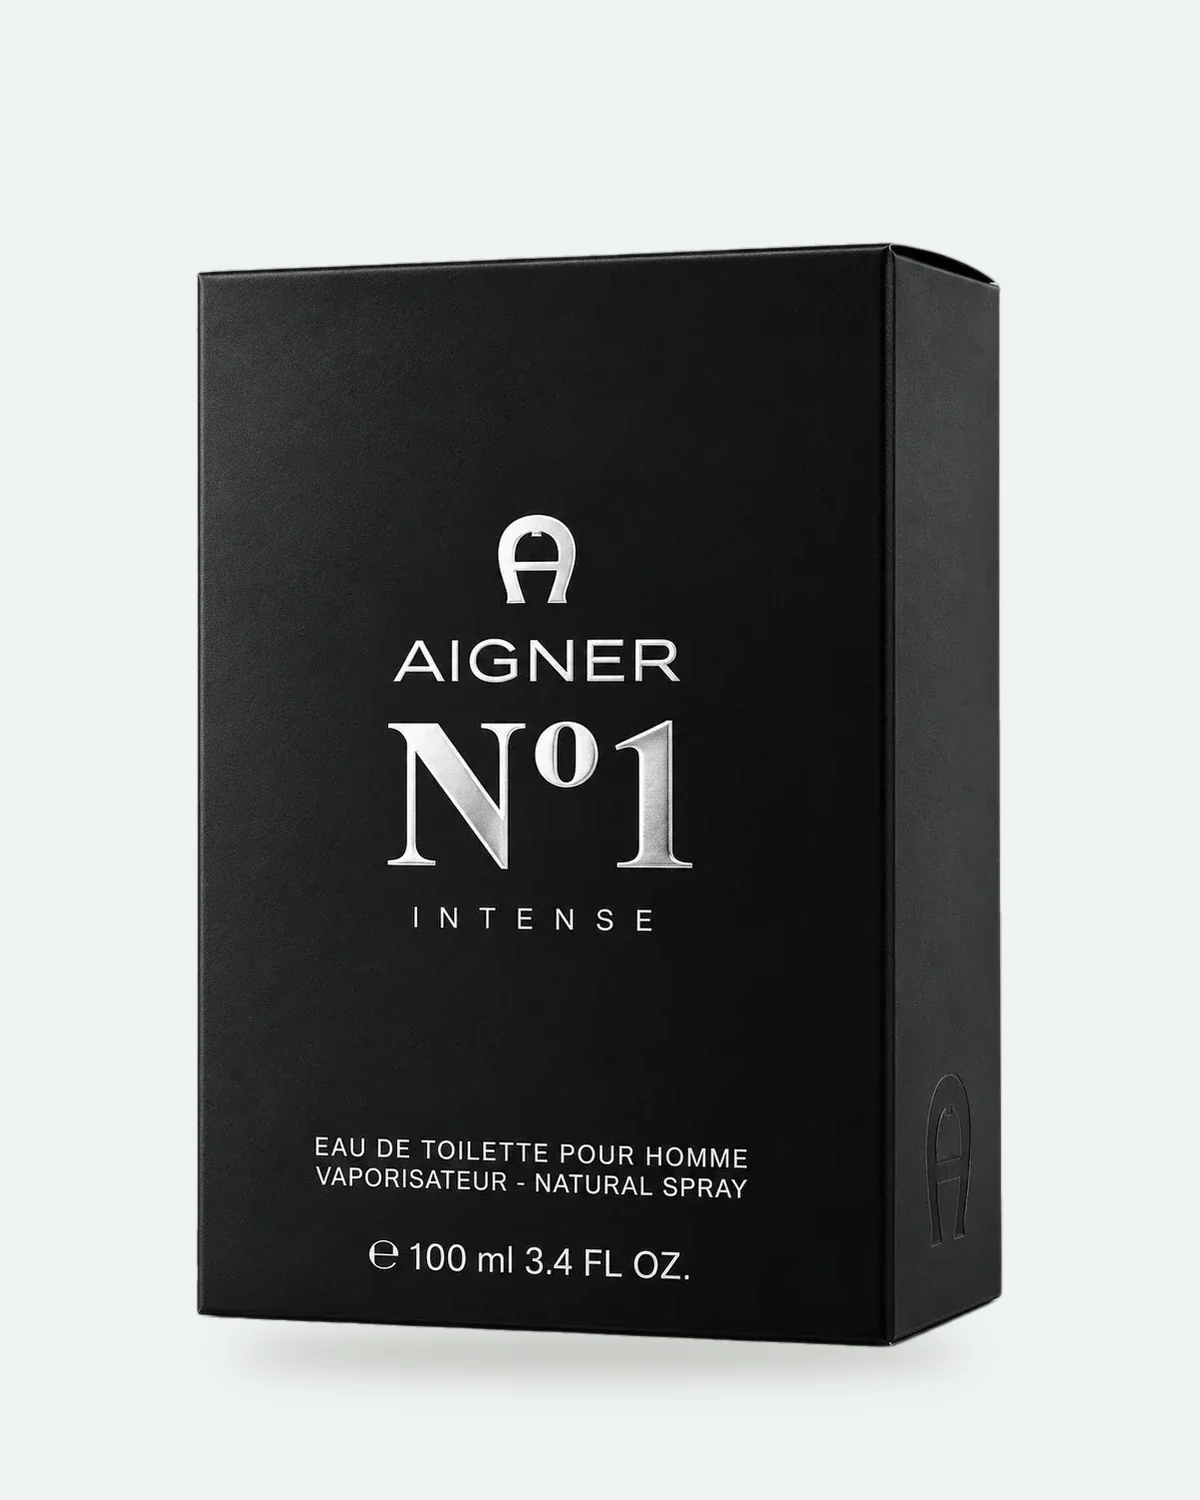 AIGNER
Nº1
INTENSE
EAU DE TOILETTE POUR HOMME
VAPORISATEUR - NATURAL SPRAY
℮ 100 ml 3.4 FL OZ.